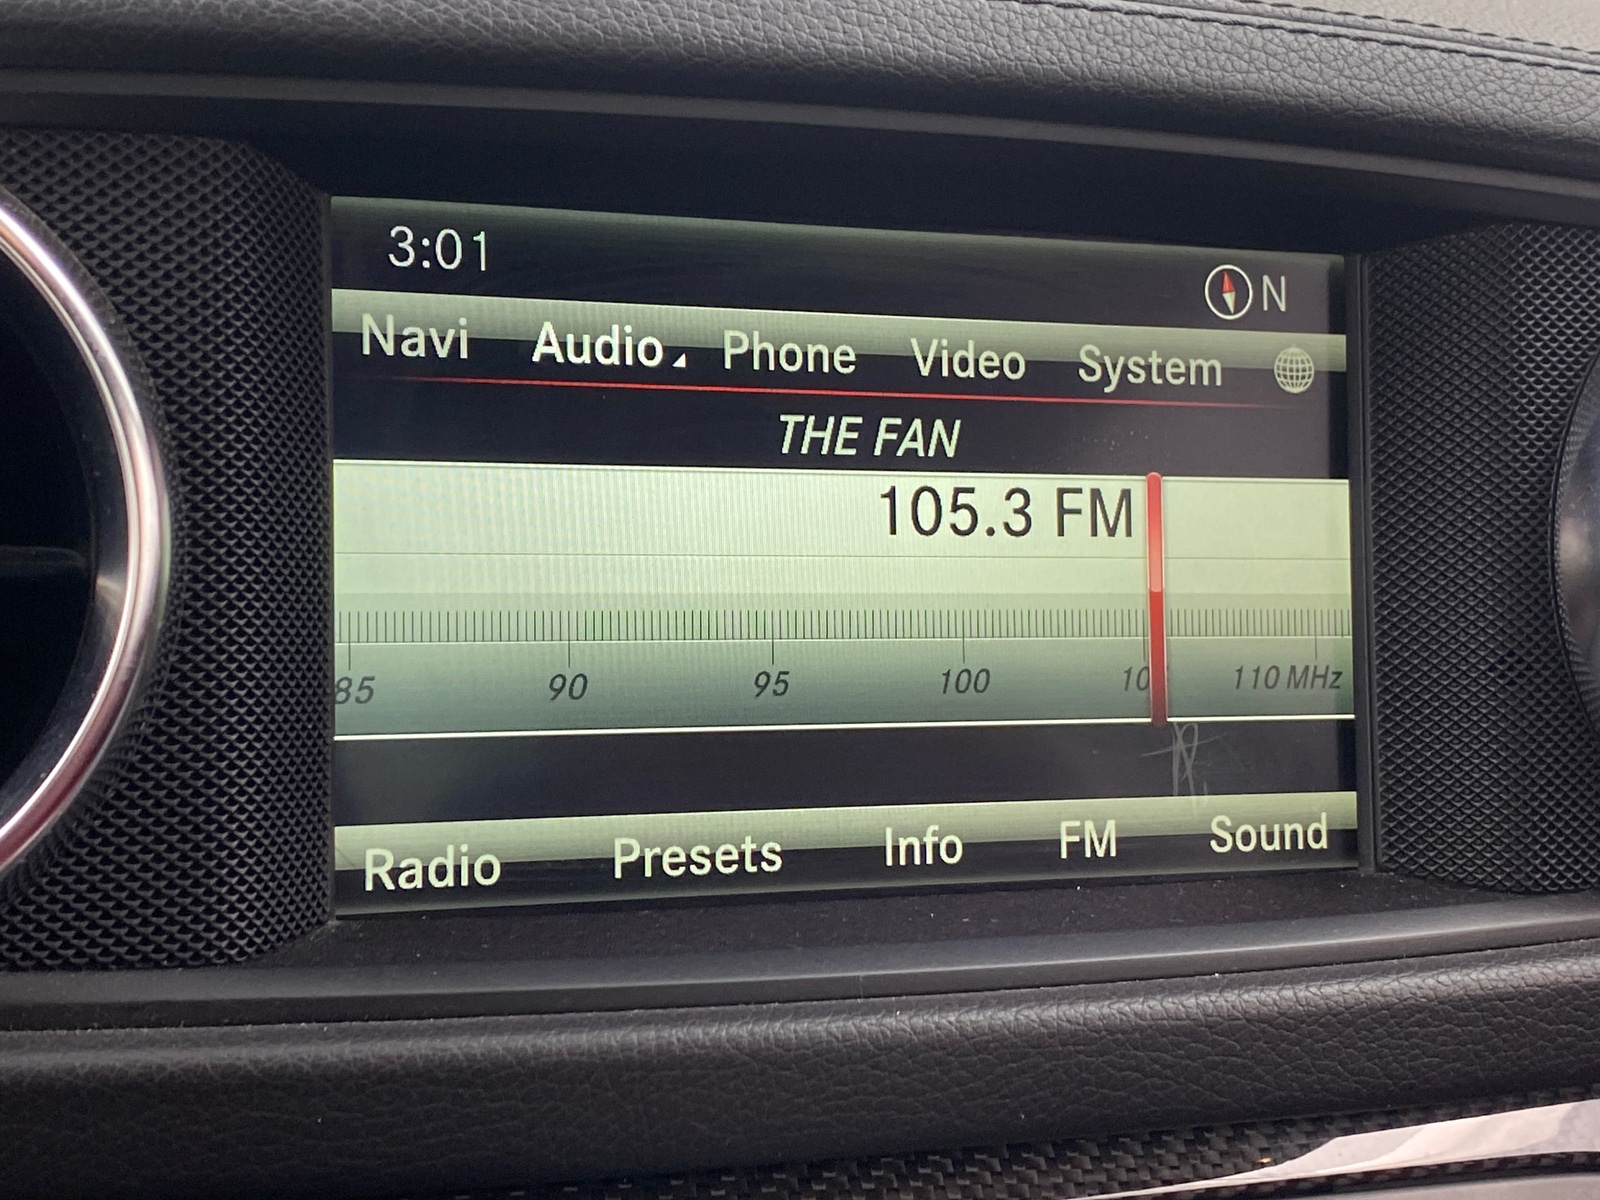 3:01
N
Navi Audio Phone Video System
THE FAN
105.3 FM
85 90 95 100 10 110 MHz
Radio Presets Info FM Sound